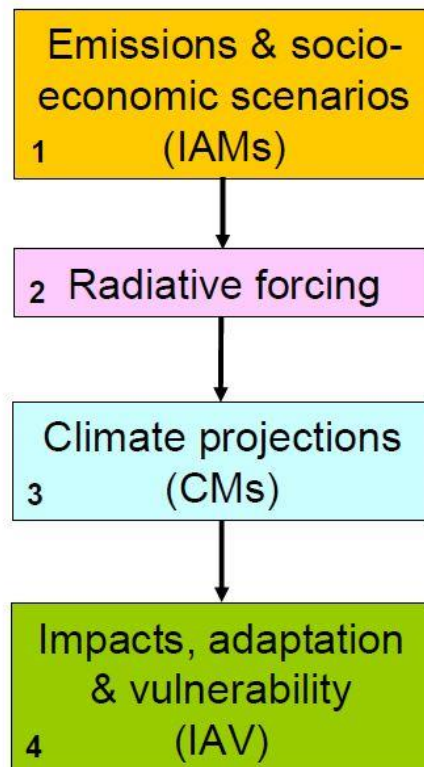 Emissions & socio-
economic scenarios
1 (IAMs)
2 Radiative forcing
Climate projections
3 (CMs)
Impacts, adaptation
& vulnerability
4 (IAV)